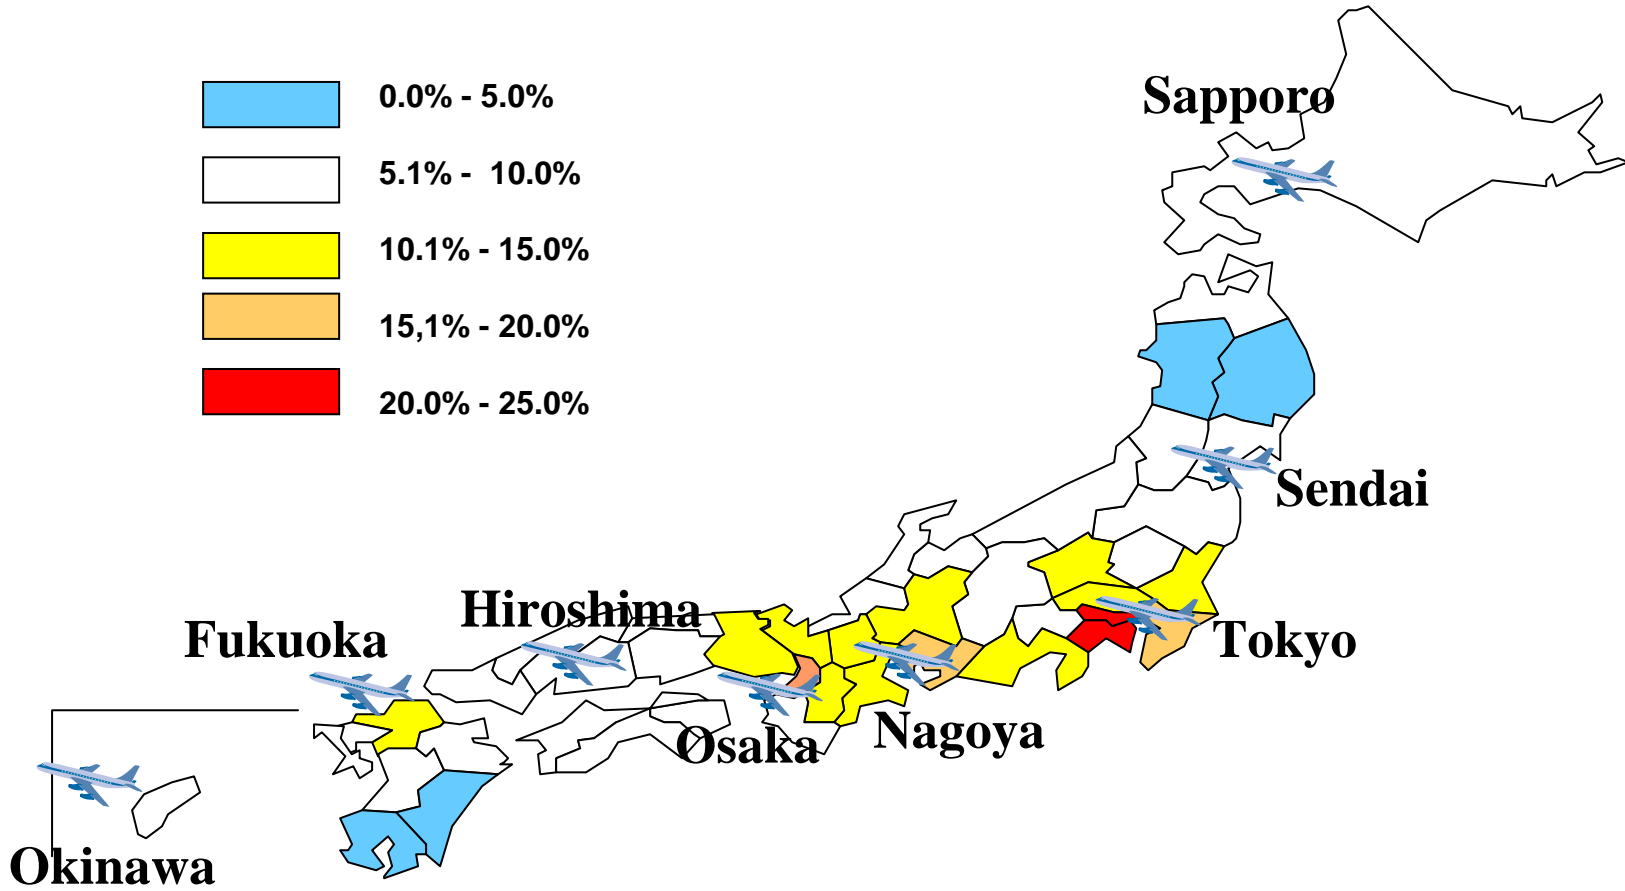 0.0% - 5.0%
5.1% - 10.0%
10.1% - 15.0%
15,1% - 20.0%
20.0% - 25.0%
Sapporo
Sendai
Hiroshima
Fukuoka
Tokyo
Nagoya
Osaka
Okinawa